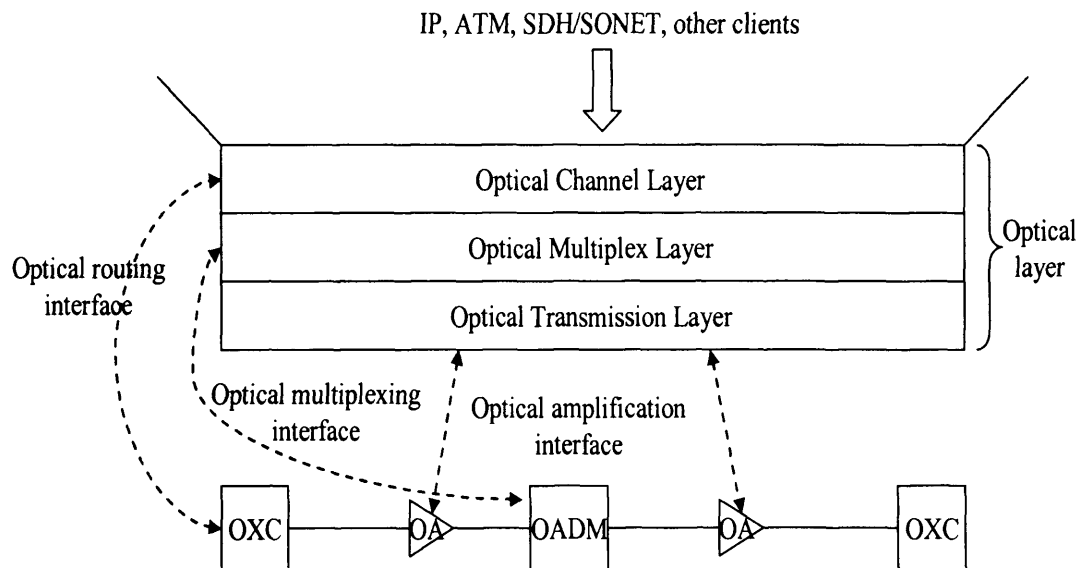 IP, ATM, SDH/SONET, other clients
Optical Channel Layer
Optical Multiplex Layer
Optical Transmission Layer
Optical
layer
Optical routing
interface
Optical multiplexing
interface
Optical amplification
interface
OXC
OA
OADM
OA
OXC